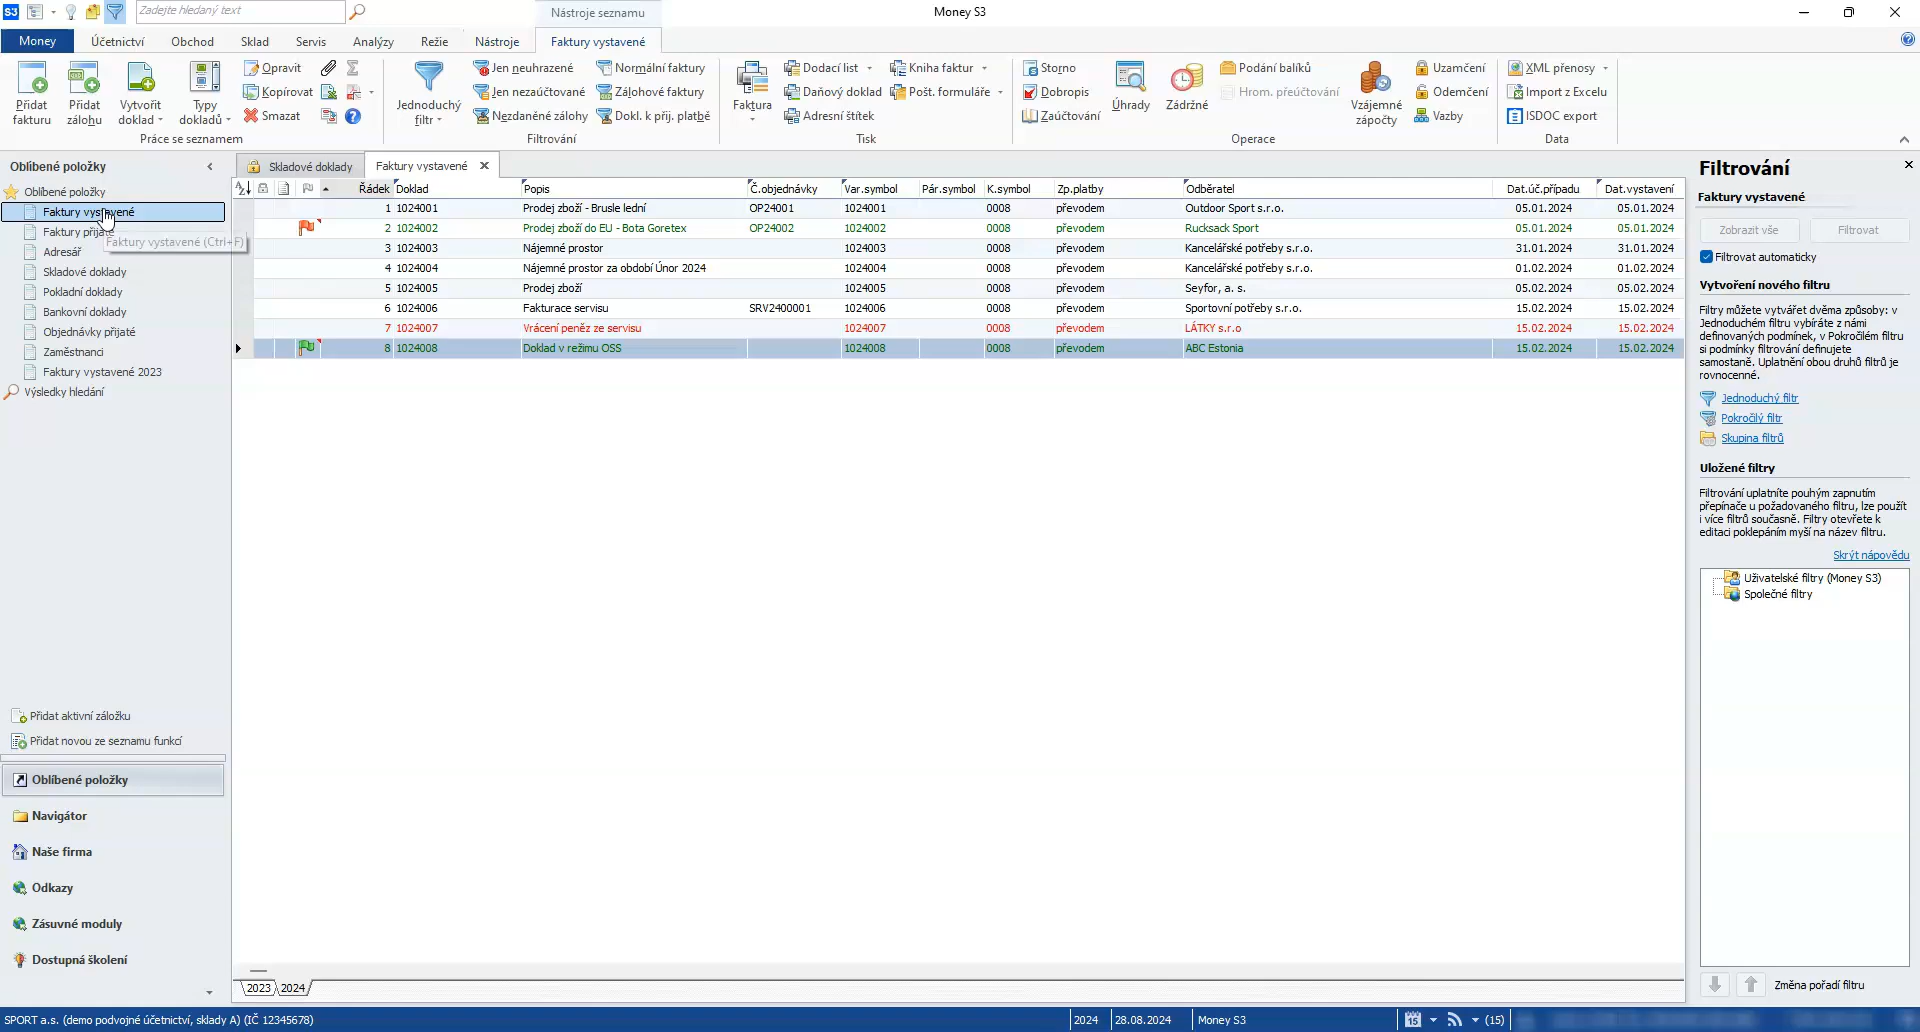 S3 Zadejte hledaný text Nástroje seznamu Money S3
Money Účetnictví Obchod Sklad Servis Analýzy Režie Nástroje Faktury vystavené
Přidat fakturu
Přidat zálohu
Vytvořit doklad
Typy dokladů
Opravit
Kopírovat
Smazat
Práce se seznamem
Jednoduchý filtr
Jen neuhrazené
Jen nezaúčtované
Nezdaněné zálohy
Normální faktury
Zálohové faktury
Dokl. k přij. platbě
Filtrování
Faktura
Dodací list
Daňový doklad
Adresní štítek
Kniha faktur
Pošt. formuláře
Tisk
Storno
Dobropis
Zaúčtování
Úhrady
Zádržné
Podání balíků
Hrom. přeúčtování
Vzájemné zápočty
Uzamčení
Odemčení
Vazby
Operace
XML přenosy
Import z Excelu
ISDOC export
Data
Oblíbené položky
Oblíbené položky
Faktury vystavené
Faktury přijaté
Faktury vystavené (Ctrl+F)
Adresář
Skladové doklady
Pokladní doklady
Bankovní doklady
Objednávky přijaté
Zaměstnanci
Faktury vystavené 2023
Výsledky hledání
Přidat aktivní záložku
Přidat novou ze seznamu funkcí
Oblíbené položky
Navigátor
Naše firma
Odkazy
Zásuvné moduly
Dostupná školení
Skladové doklady Faktury vystavené
Řádek Doklad Popis Č.objednávky Var.symbol Pár.symbol K.symbol Zp.platby Odběratel Dat.úč.případu Dat.vystavení
1 1024001 Prodej zboží - Brusle lední OP24001 1024001 0008 převodem Outdoor Sport s.r.o. 05.01.2024 05.01.2024
2 1024002 Prodej zboží do EU - Bota Goretex OP24002 1024002 0008 převodem Rucksack Sport 05.01.2024 05.01.2024
3 1024003 Nájemné prostor 1024003 0008 převodem Kancelářské potřeby s.r.o. 31.01.2024 31.01.2024
4 1024004 Nájemné prostor za období Únor 2024 1024004 0008 převodem Kancelářské potřeby s.r.o. 01.02.2024 01.02.2024
5 1024005 Prodej zboží 1024005 0008 převodem Seyfor, a. s. 05.02.2024 05.02.2024
6 1024006 Fakturace servisu SRV2400001 1024006 0008 převodem Sportovní potřeby s.r.o. 15.02.2024 15.02.2024
7 1024007 Vrácení peněz ze servisu 1024007 0008 převodem LÁTKY s.r.o 15.02.2024 15.02.2024
8 1024008 Doklad v režimu OSS 1024008 0008 převodem ABC Estonia 15.02.2024 15.02.2024
2023 2024
Filtrování
Faktury vystavené
Zobrazit vše Filtrovat
Filtrovat automaticky
Vytvoření nového filtru
Filtry můžete vytvářet dvěma způsoby: v
Jednoduchém filtru vybíráte z námi
definovaných podmínek, v Pokročilém filtru
si podmínky filtrování definujete
samostaně. Uplatnění obou druhů filtrů je
rovnocenné.
Jednoduchý filtr
Pokročilý filtr
Skupina filtrů
Uložené filtry
Filtrování uplatníte pouhým zapnutím
přepínače u požadovaného filtru, lze použít
i více filtrů současně. Filtry otevřete k
editaci poklepáním myší na název filtru.
Skrýt nápovědu
Uživatelské filtry (Money S3)
Společné filtry
Změna pořadí filtru
SPORT a.s. (demo podvojné účetnictví, sklady A) (IČ 12345678) 2024 28.08.2024 Money S3 15 (15)